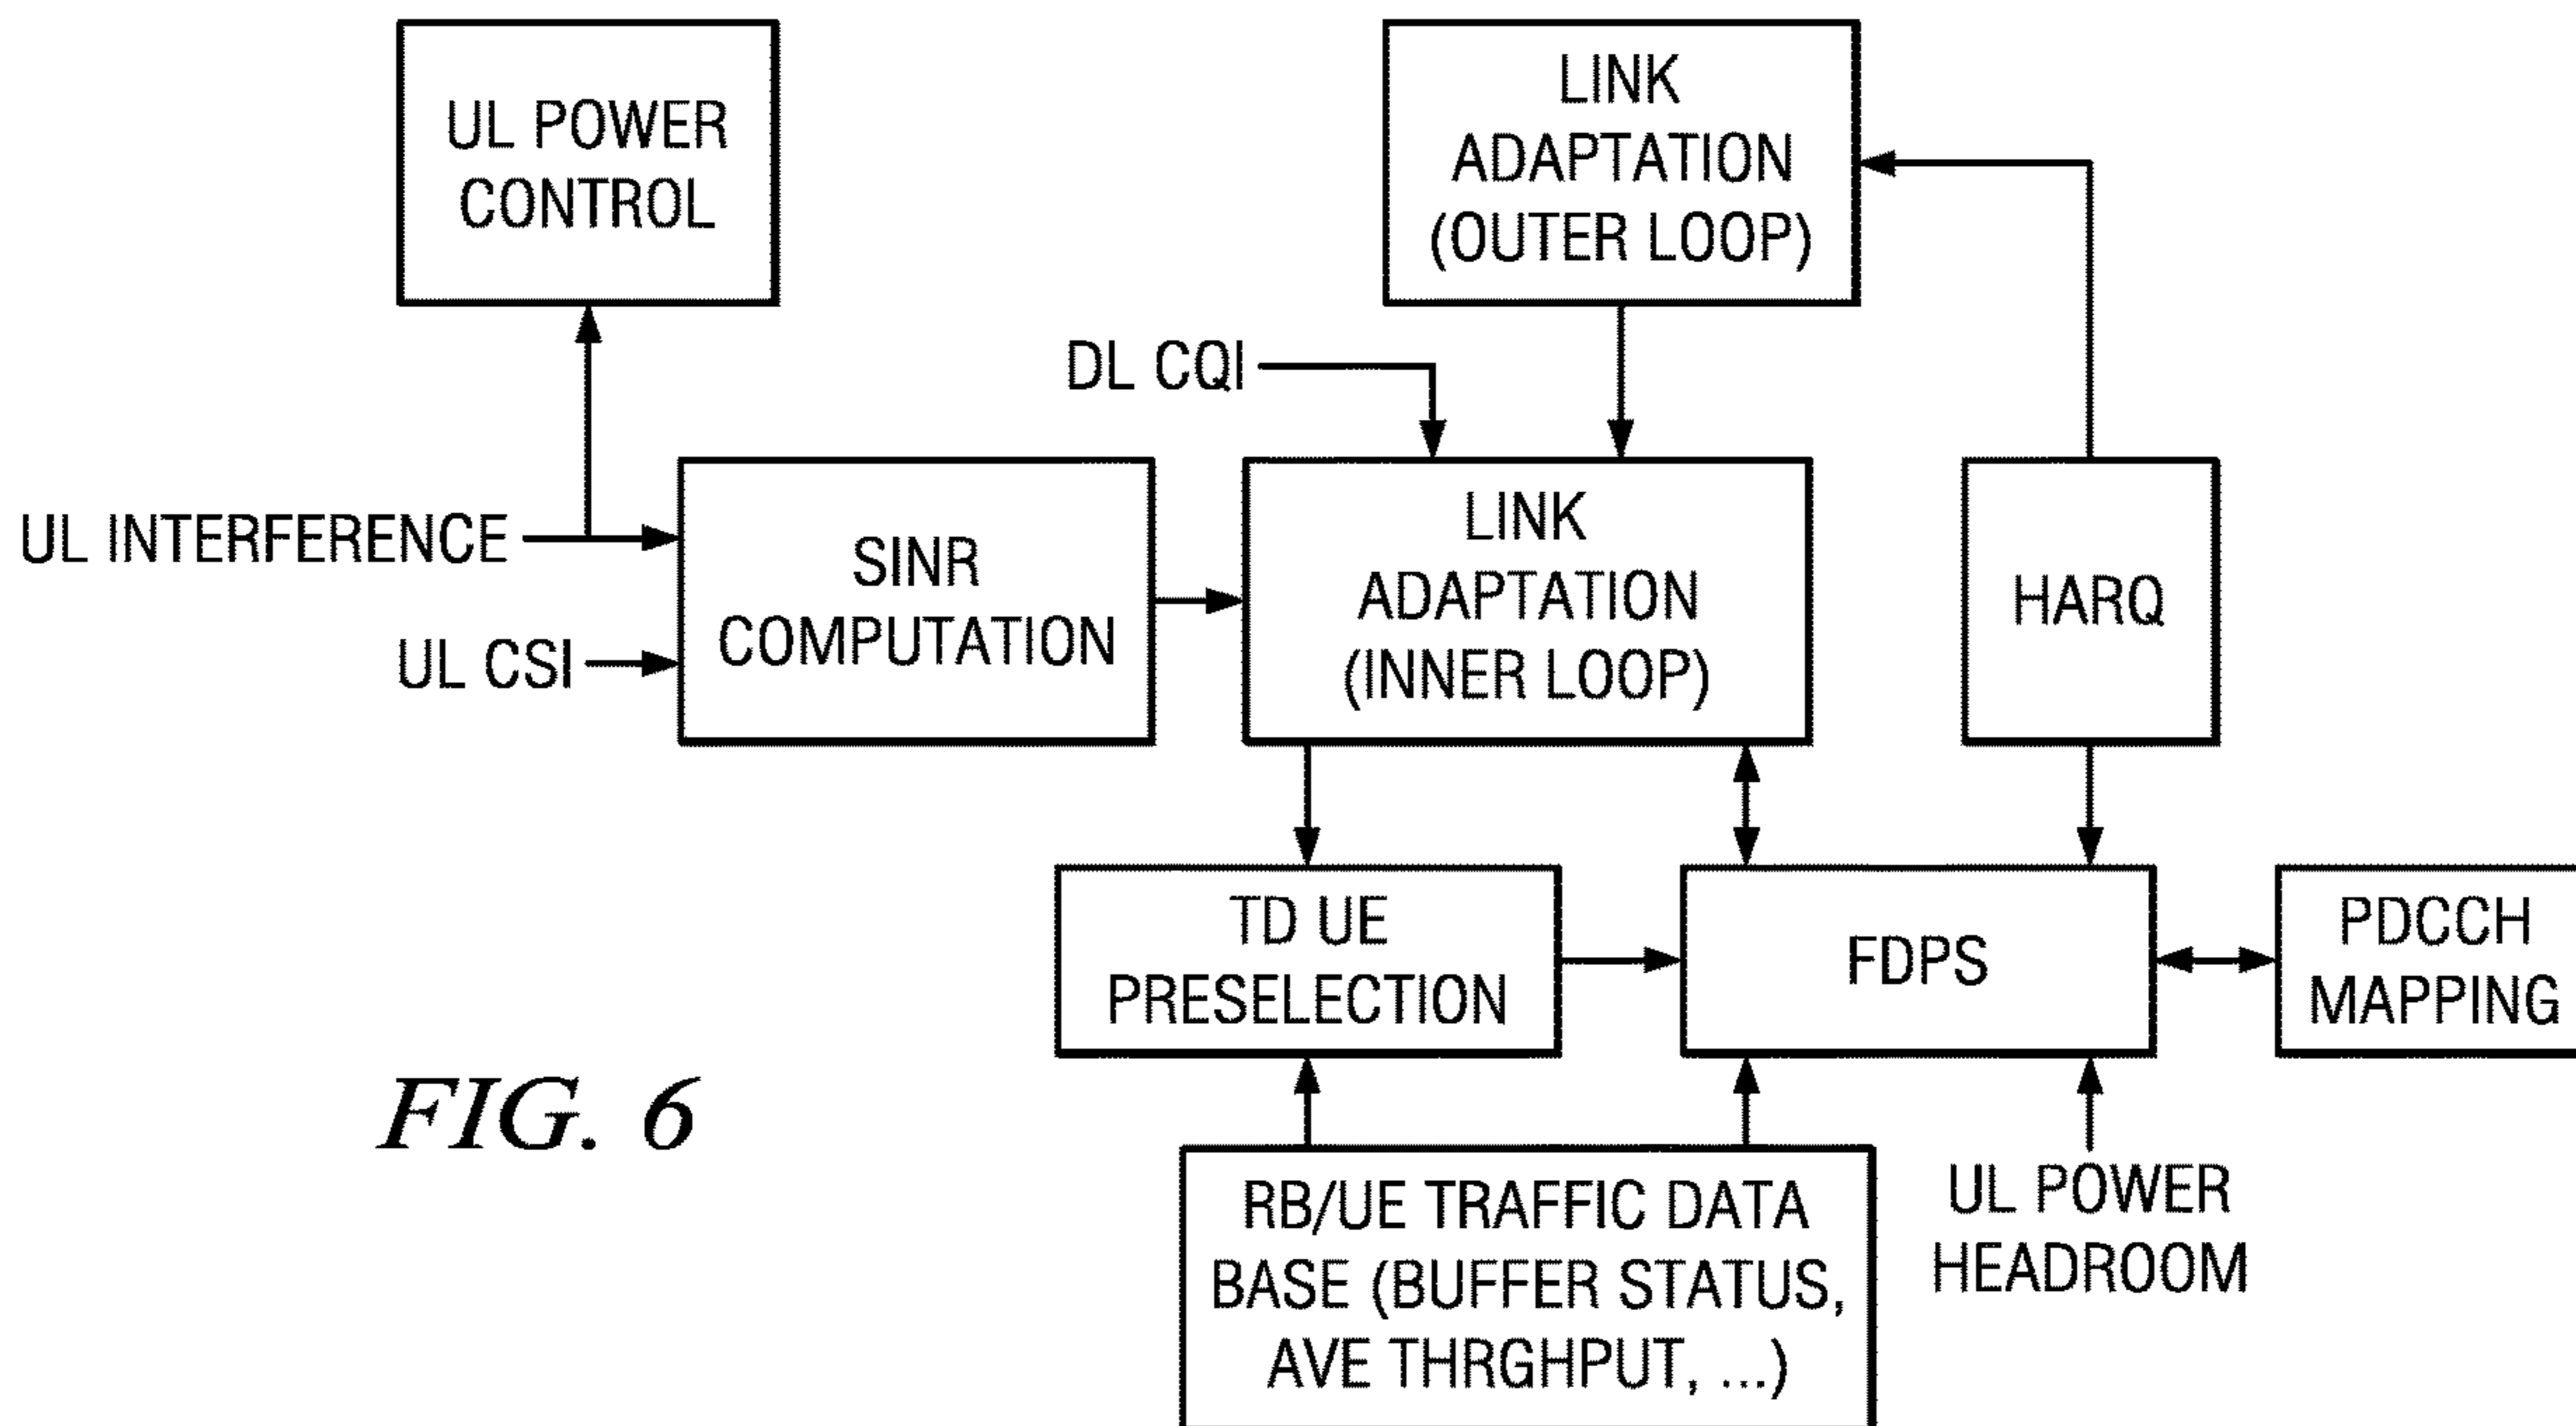 UL POWER
CONTROL
LINK
ADAPTATION
(OUTER LOOP)
DL CQI
UL INTERFERENCE
UL CSI
SINR
COMPUTATION
LINK
ADAPTATION
(INNER LOOP)
HARQ
TD UE
PRESELECTION
FDPS
PDCCH
MAPPING
RB/UE TRAFFIC DATA
BASE (BUFFER STATUS,
AVE THRGHPUT, ...)
UL POWER
HEADROOM
FIG. 6